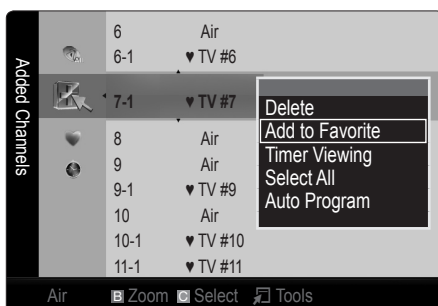 Added Channels
6 Air
6-1 ♥ TV #6
7-1 ♥ TV #7
8 Air
9 Air
9-1 ♥ TV #9
10 Air
10-1 ♥ TV #10
11-1 ♥ TV #11
Delete
Add to Favorite
Timer Viewing
Select All
Auto Program
Air B Zoom C Select Tools